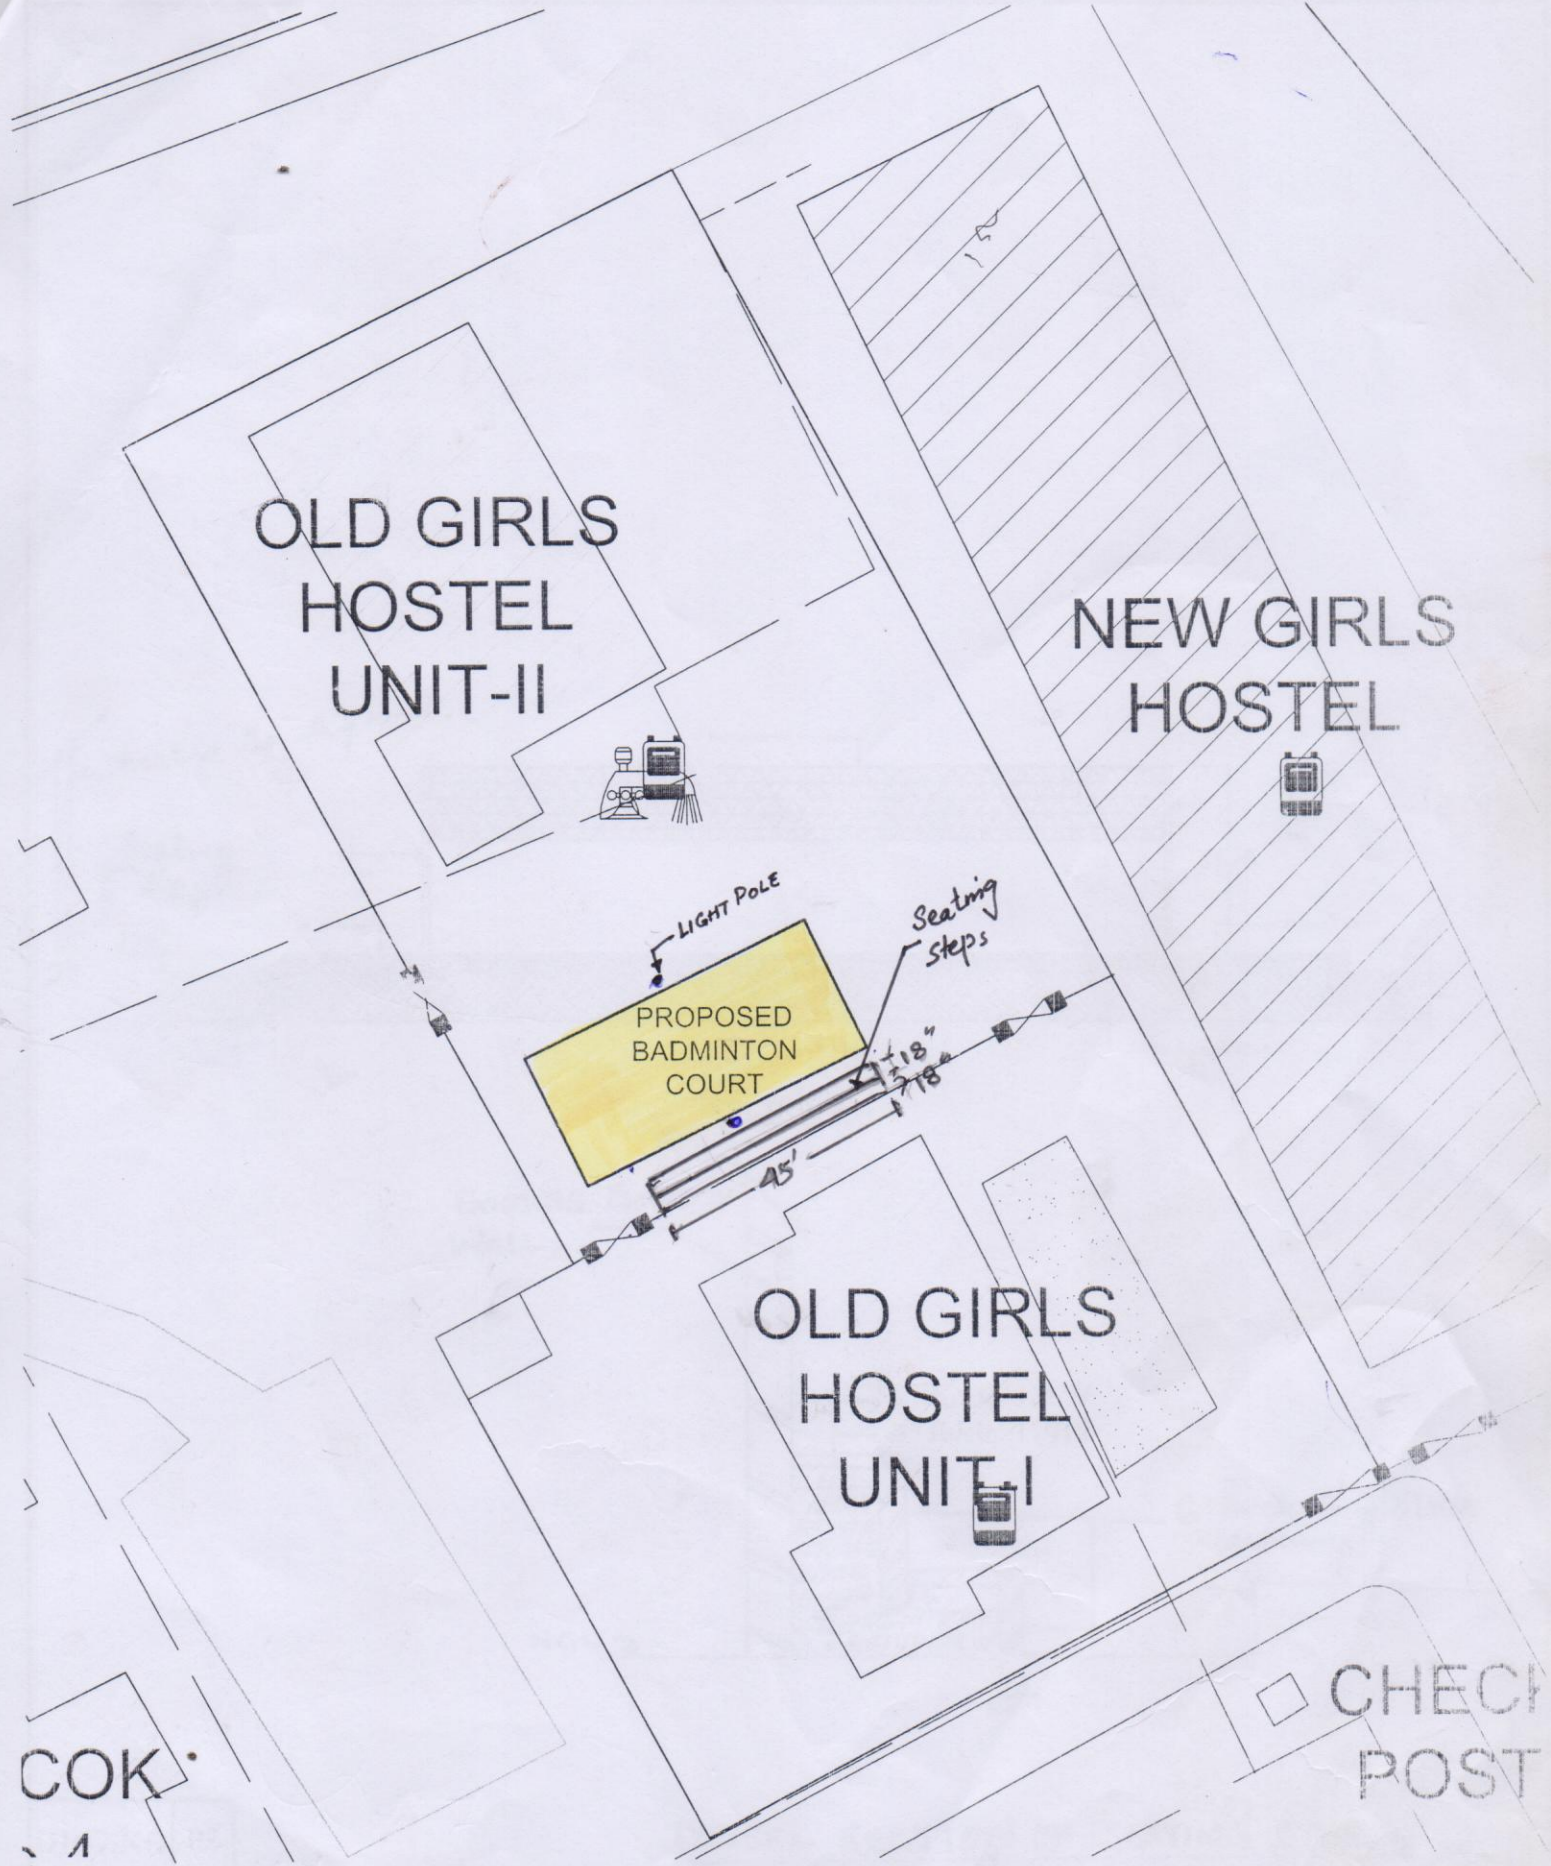 OLD GIRLS
HOSTEL
UNIT-II
NEW GIRLS
HOSTEL
LIGHT POLE
Seating
steps
PROPOSED
BADMINTON
COURT
18"
18"
45'
OLD GIRLS
HOSTEL
UNIT-I
CHECK
POST
COK